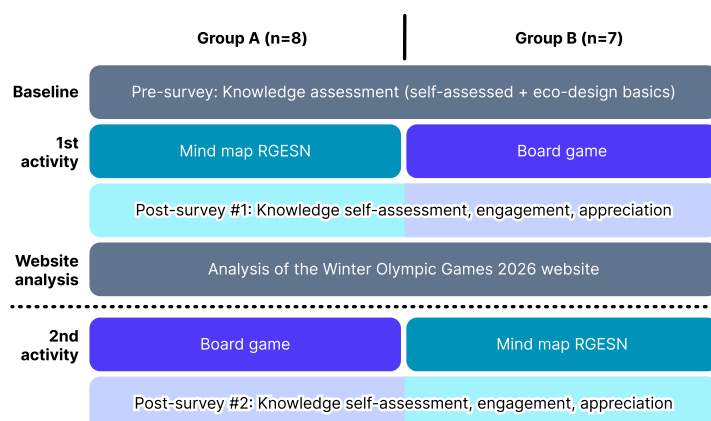 Group A (n=8)
Group B (n=7)
Baseline
Pre-survey: Knowledge assessment (self-assessed + eco-design basics)
1st
activity
Mind map RGESN
Board game
Post-survey #1: Knowledge self-assessment, engagement, appreciation
Website
analysis
Analysis of the Winter Olympic Games 2026 website
2nd
activity
Board game
Mind map RGESN
Post-survey #2: Knowledge self-assessment, engagement, appreciation